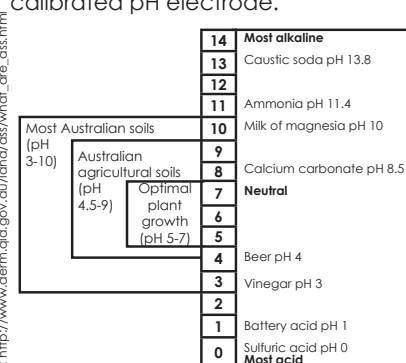 calibrated pH electrode.
14 Most alkaline
13 Caustic soda pH 13.8
12
11 Ammonia pH 11.4
10 Milk of magnesia pH 10
9
8 Calcium carbonate pH 8.5
7 Neutral
6
5
4 Beer pH 4
3 Vinegar pH 3
2
1 Battery acid pH 1
0 Sulfuric acid pH 0
Most acid
Most Australian soils
(pH
3-10)
Australian
agricultural soils
(pH
4.5-9)
Optimal
plant
growth
(pH 5-7)
http://www.derm.qld.gov.au/land/ass/what_are_ass.html